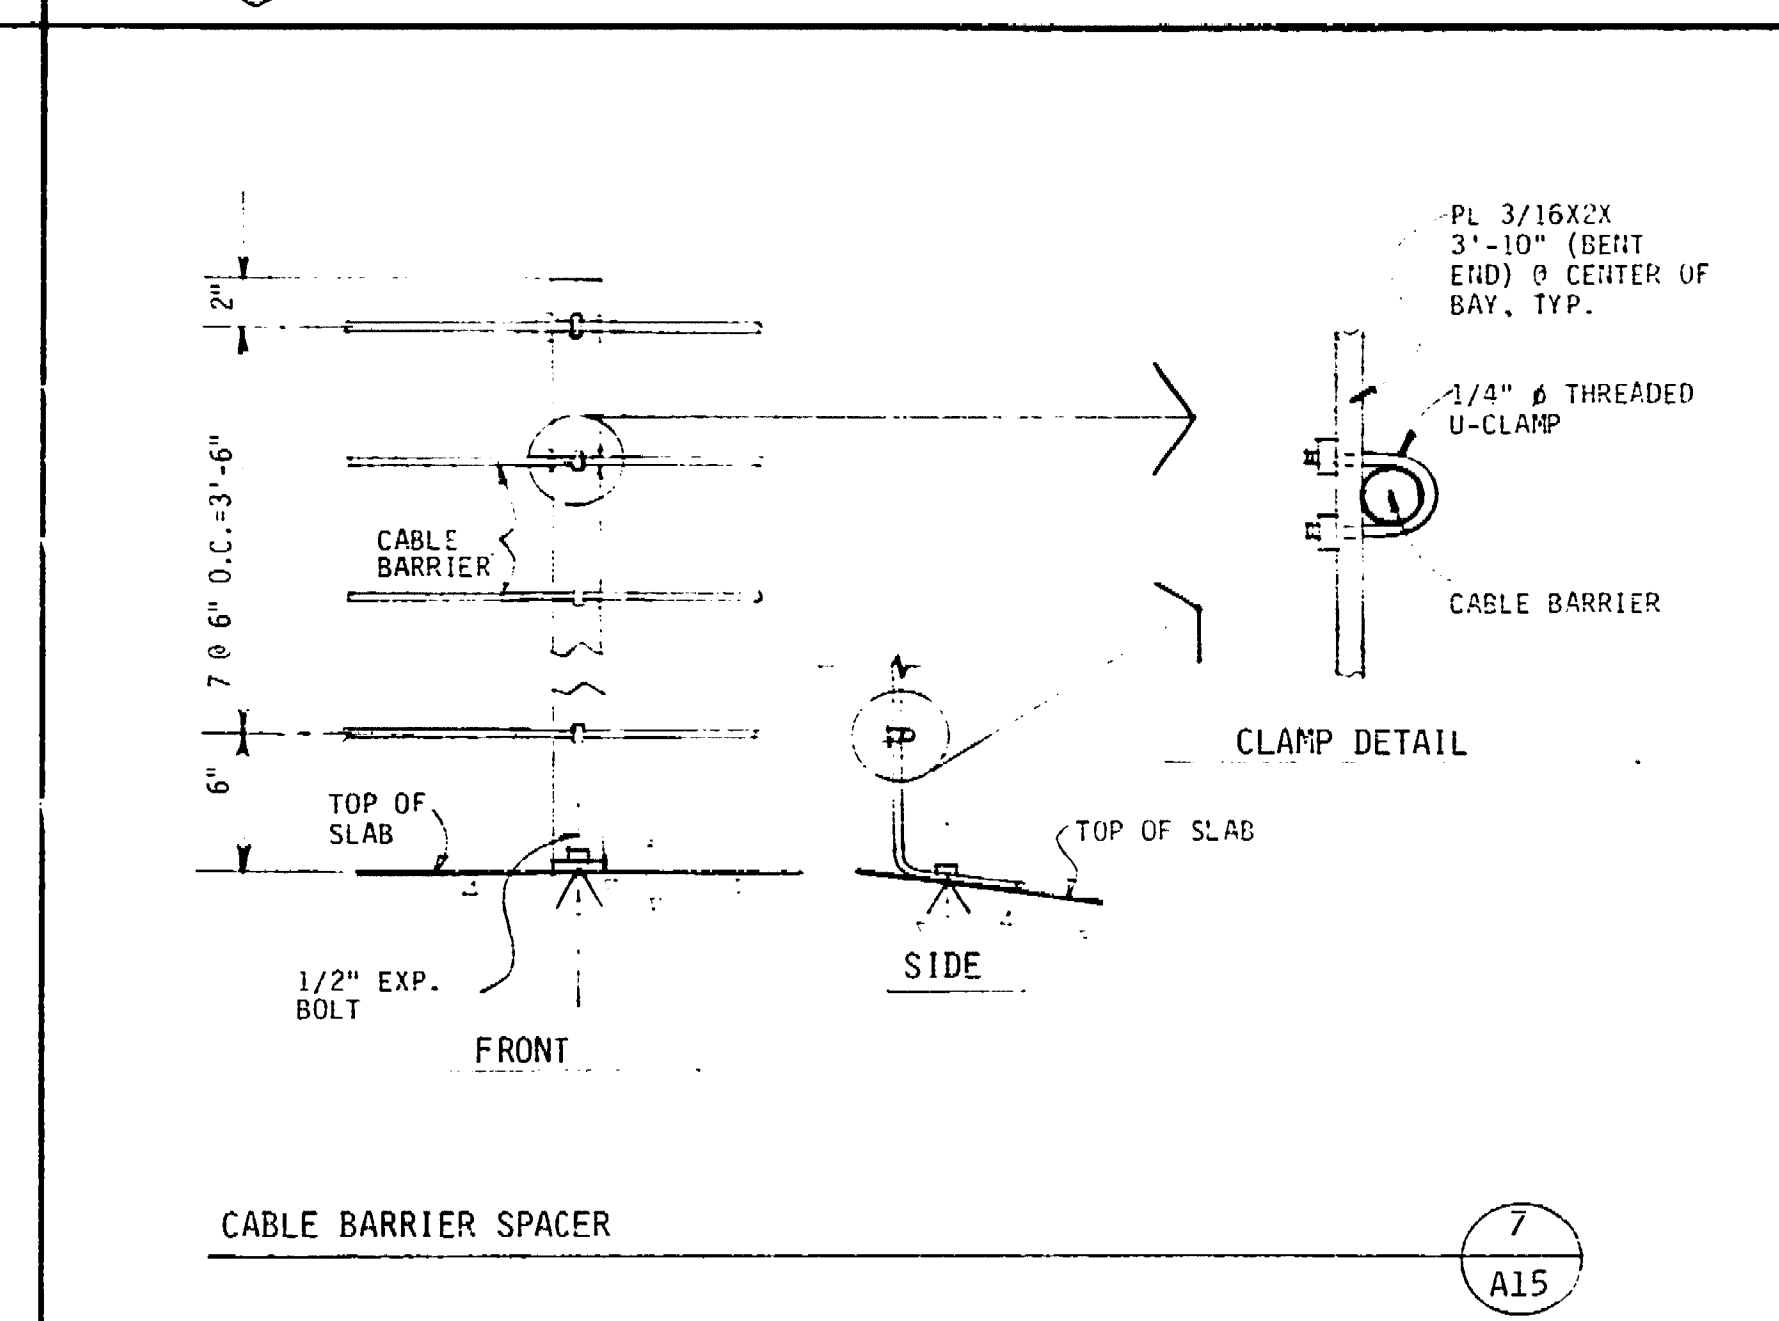 PL 3/16X2X
3'-10" (BENT
END) @ CENTER OF
BAY, TYP.
1/4" ø THREADED
U-CLAMP
CABLE BARRIER
CLAMP DETAIL
2"
7 @ 6" O.C.=3'-6"
6"
CABLE
BARRIER
TOP OF
SLAB
1/2" EXP.
BOLT
FRONT
TOP OF SLAB
SIDE
CABLE BARRIER SPACER
7
A15